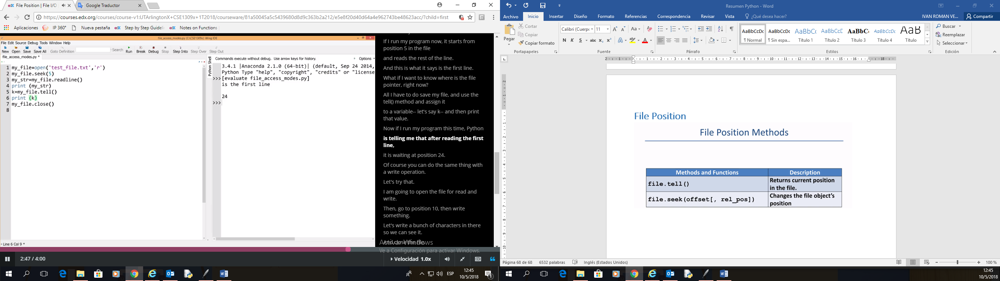 File Position | File I/O
Google Traductor
https://courses.edx.org/courses/course-v1:UTArlingtonX+CSE1309x+1T2018/courseware/81a50045a5c5439680d8d9c363b2a212/e5e8f20d40d64a4e962743be48623acc/?child=first
Aplicaciones IP 360° Nueva pestaña Step by Step Guideli Notes on Functions
file_access_modes.py (C:\CSE1309x): Wing IDE
File Edit Source Debug Tools Window Help
New Open Save Save All Goto Definition Search Run Break Debug Stop Step Into Step Over Step Out
file_access_modes.py *
1 my_file=open('test_file.txt','r')
2 my_file.seek(5)
3 my_str=my_file.readline()
4 print (my_str)
5 k=my_file.tell()
6 print (k)
7 my_file.close()
8
Line 6 Col 9 *
Python Shell
Commands execute without debug. Use arrow keys for history.
Options
3.4.1 |Anaconda 2.1.0 (64-bit)| (default, Sep 24 2014,
Python Type "help", "copyright", "credits" or "license
>>> [evaluate file_access_modes.py]
is the first line
24
>>>
If I run my program now, it starts from
position 5 in the file
and reads the rest of the line.
And this is what it says is the first line.
What if I want to know where is the file
pointer, right now?
All I have to do save my file, and use the
tell() method and assign it
to a variable-- let's say k-- and then print
that value.
Now if I run my program this time, Python
is telling me that after reading the first
line,
it is waiting at position 24.
Of course you can do the same thing with
a write operation.
Let's try that.
I am going to open the file for read and
write.
Then, go to position 10, then write
something.
Let's write a bunch of characters in there
so we can see it.
And close the file.
Activar Windows
Ve a Configuración para activar Windows.
2:47 / 4:00
Velocidad 1.0x
ESP
12:45
10/5/2018
1
Resumen Python - Word
Archivo Inicio Insertar Diseño Formato Referencias Correspondencia Revisar Vista ¿Qué desea hacer?
IVAN ROMAN VE... Compartir
Pegar
Cortar
Copiar
Copiar formato
Portapapeles
Calibri (Cuerpo 11
N K S abc x₂ x²
Fuente
Párrafo
AaBbCcDc AaBbCcDc AaBbC( AaBbCcC AaBbC( AaBbCcDc AaB
¶ Normal ¶ Sin espa... Título 1 Título 2 Título 3 Título 4 Título
Estilos
Buscar
Reemplazar
Seleccionar
Edición
File Position
File Position Methods
Methods and Functions Description
file.tell() Returns current position
in the file.
file.seek(offset[, rel_pos]) Changes the file object's
position
Página 68 de 68 6532 palabras Inglés (Estados Unidos)
100 %
12:45
10/5/2018